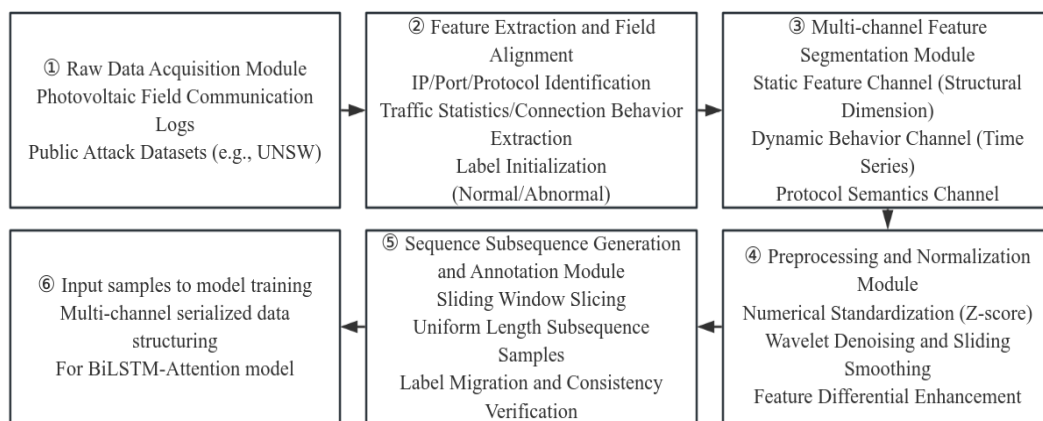 ① Raw Data Acquisition Module
Photovoltaic Field Communication
Logs
Public Attack Datasets (e.g., UNSW)
② Feature Extraction and Field
Alignment
IP/Port/Protocol Identification
Traffic Statistics/Connection Behavior
Extraction
Label Initialization
(Normal/Abnormal)
③ Multi-channel Feature
Segmentation Module
Static Feature Channel (Structural
Dimension)
Dynamic Behavior Channel (Time
Series)
Protocol Semantics Channel
④ Preprocessing and Normalization
Module
Numerical Standardization (Z-score)
Wavelet Denoising and Sliding
Smoothing
Feature Differential Enhancement
⑤ Sequence Subsequence Generation
and Annotation Module
Sliding Window Slicing
Uniform Length Subsequence
Samples
Label Migration and Consistency
Verification
⑥ Input samples to model training
Multi-channel serialized data
structuring
For BiLSTM-Attention model